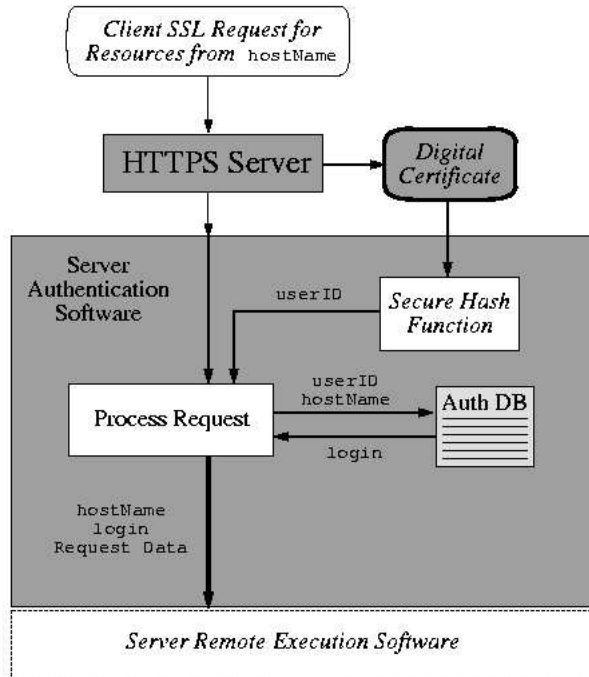 Client SSL Request for
Resources from hostName
HTTPS Server
Digital
Certificate
Server
Authentication
Software
userID
Secure Hash
Function
userID
hostName
Process Request
Auth DB
login
hostName
login
Request Data
Server Remote Execution Software